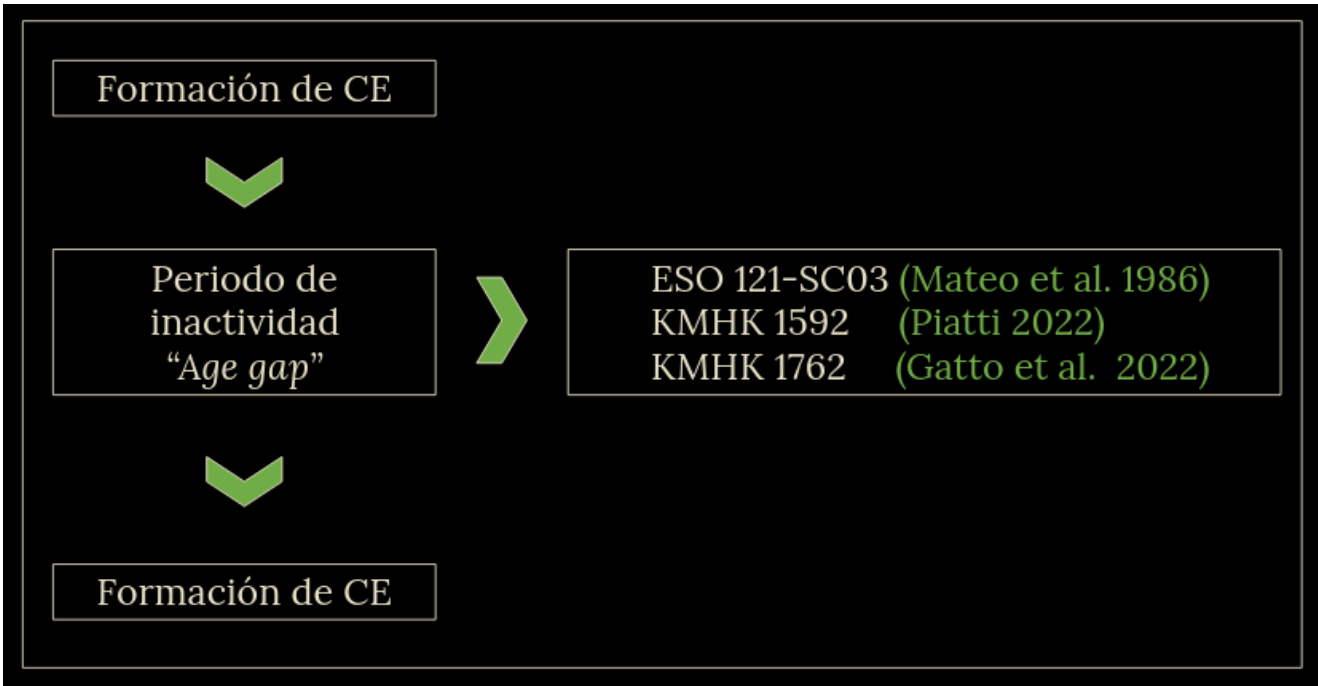 Formación de CE
Periodo de
inactividad
“Age gap”
ESO 121-SC03 (Mateo et al. 1986)
KMHK 1592 (Piatti 2022)
KMHK 1762 (Gatto et al. 2022)
Formación de CE